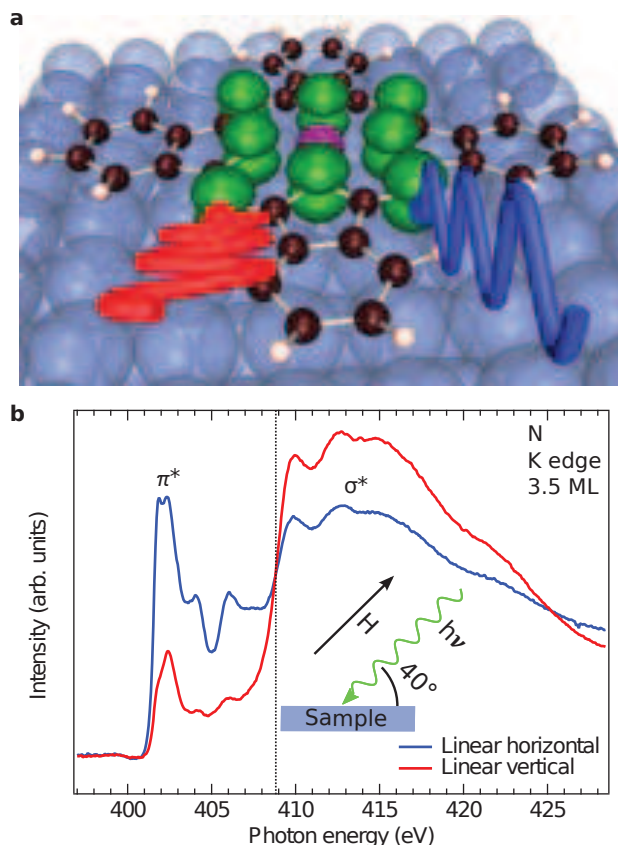 a
b
N
K edge
3.5 ML
π*
σ*
H
hν
40°
Sample
Linear horizontal
Linear vertical
Intensity (arb. units)
400 405 410 415 420 425
Photon energy (eV)